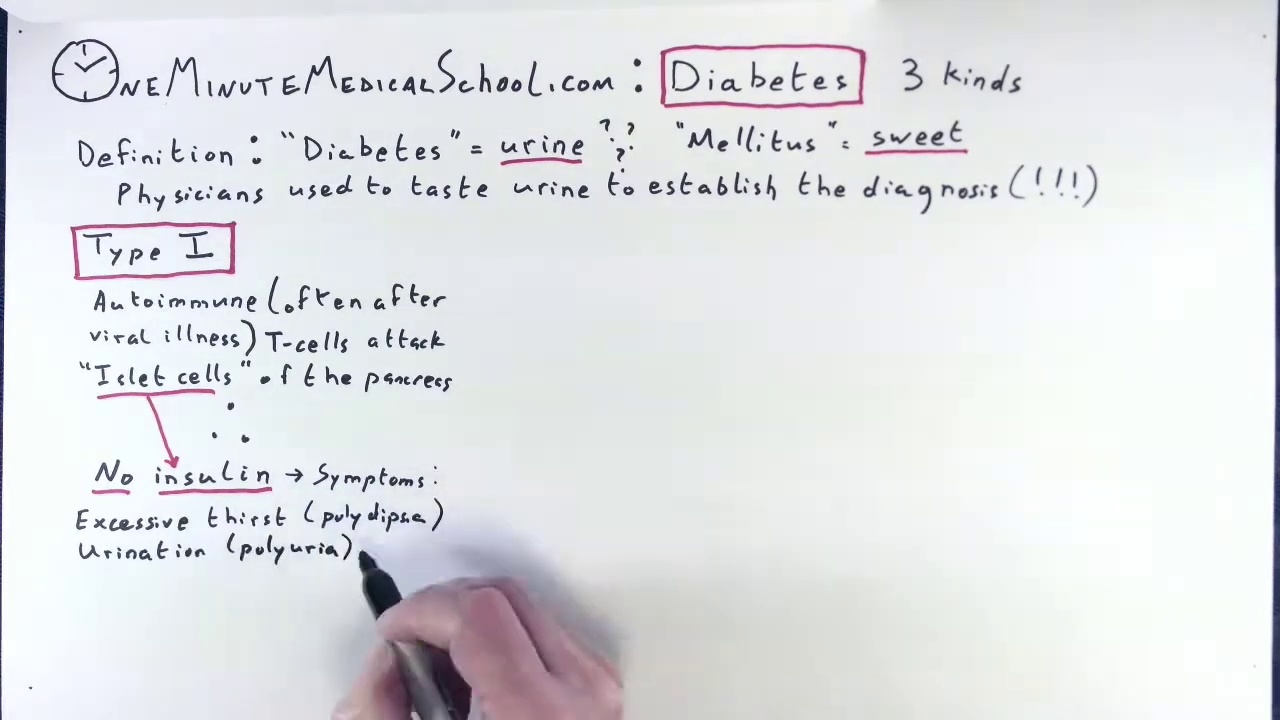 ONEMINUTEMEDICALSCHOOL.COM : Diabetes 3 kinds
Definition : "Diabetes" = urine ??? "Mellitus" = sweet
Physicians used to taste urine to establish the diagnosis (!!!)
Type I
Autoimmune (often after
viral illness) T-cells attack
"Islet cells" of the pancreas
∴
No insulin → Symptoms:
Excessive thirst (polydipsia)
Urination (polyuria)